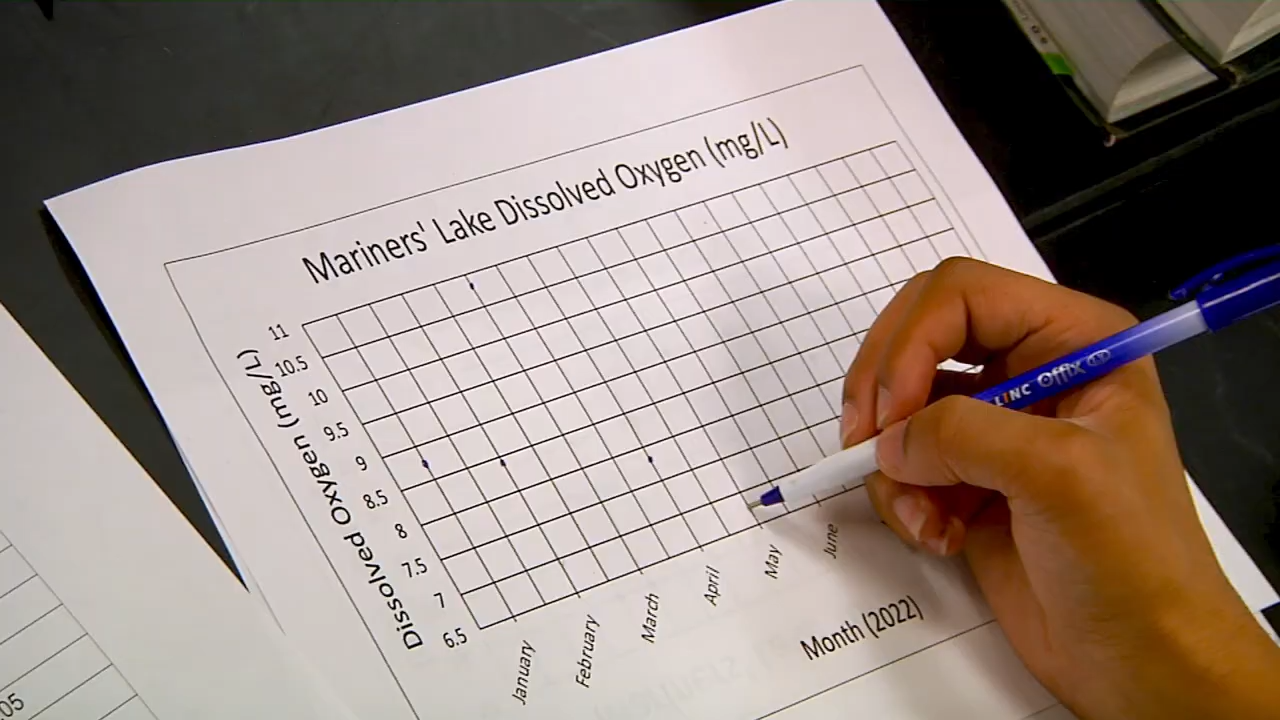 Mariners' Lake Dissolved Oxygen (mg/L)
Dissolved Oxygen (mg/L)
11
10.5
10
9.5
9
8.5
8
7.5
7
6.5
January
February
March
April
May
June
Month (2022)
LINC Offix
05